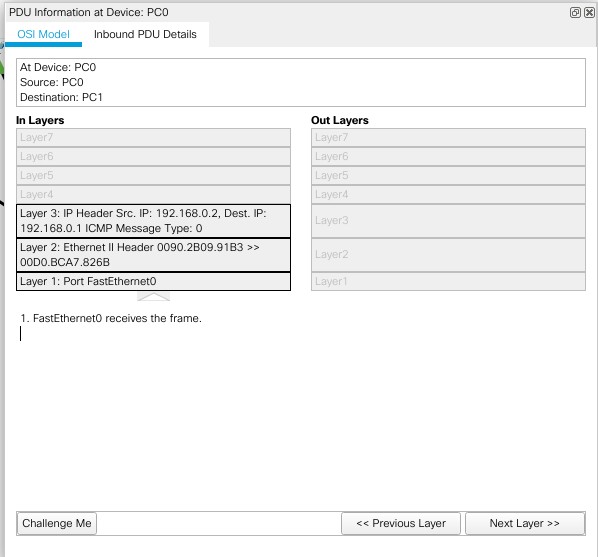 PDU Information at Device: PC0
OSI Model
Inbound PDU Details
At Device: PC0
Source: PC0
Destination: PC1
In Layers
Out Layers
Layer7
Layer6
Layer5
Layer4
Layer 3: IP Header Src. IP: 192.168.0.2, Dest. IP:
192.168.0.1 ICMP Message Type: 0
Layer 2: Ethernet II Header 0090.2B09.91B3 >>
00D0.BCA7.826B
Layer 1: Port FastEthernet0
Layer7
Layer6
Layer5
Layer4
Layer3
Layer2
Layer1
1. FastEthernet0 receives the frame.
Challenge Me
<< Previous Layer
Next Layer >>